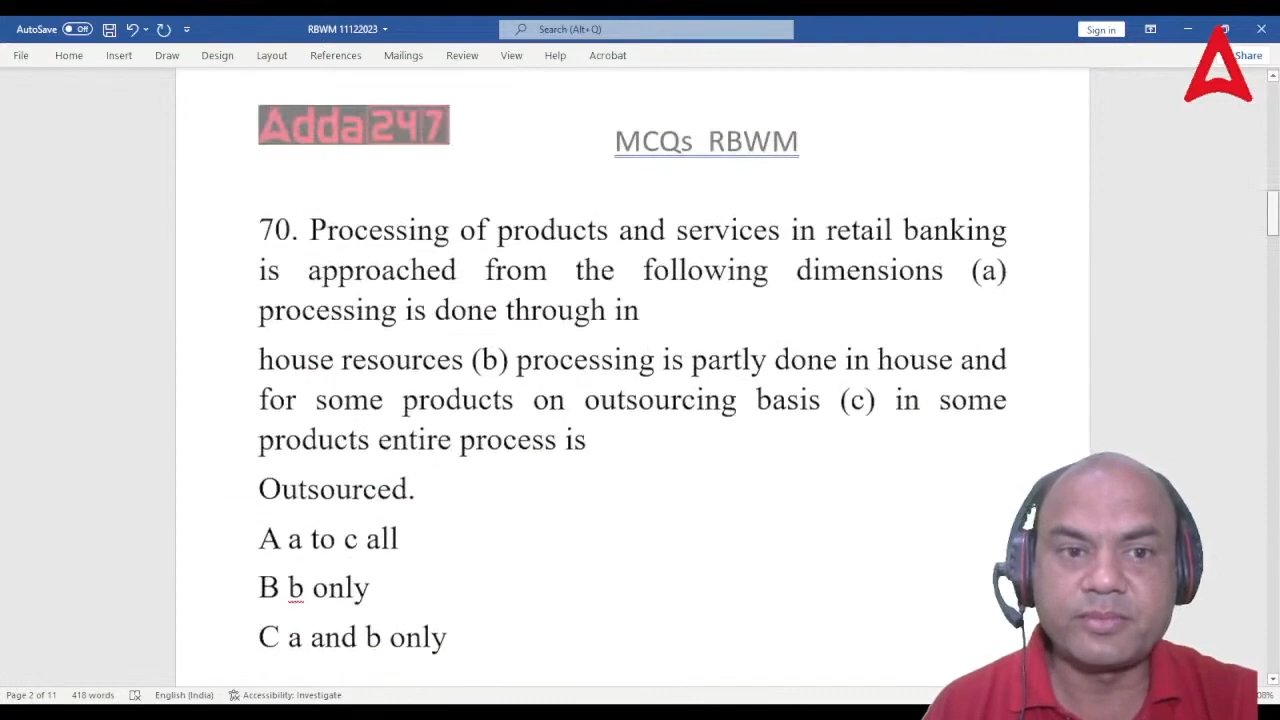 AutoSave Off RBWM 11122023 Search (Alt+Q) Sign in
File Home Insert Draw Design Layout References Mailings Review View Help Acrobat Share
Adda247
MCQs RBWM
70. Processing of products and services in retail banking
is approached from the following dimensions (a)
processing is done through in
house resources (b) processing is partly done in house and
for some products on outsourcing basis (c) in some
products entire process is
Outsourced.
A a to c all
B b only
C a and b only
Page 2 of 11 418 words English (India) Accessibility: Investigate